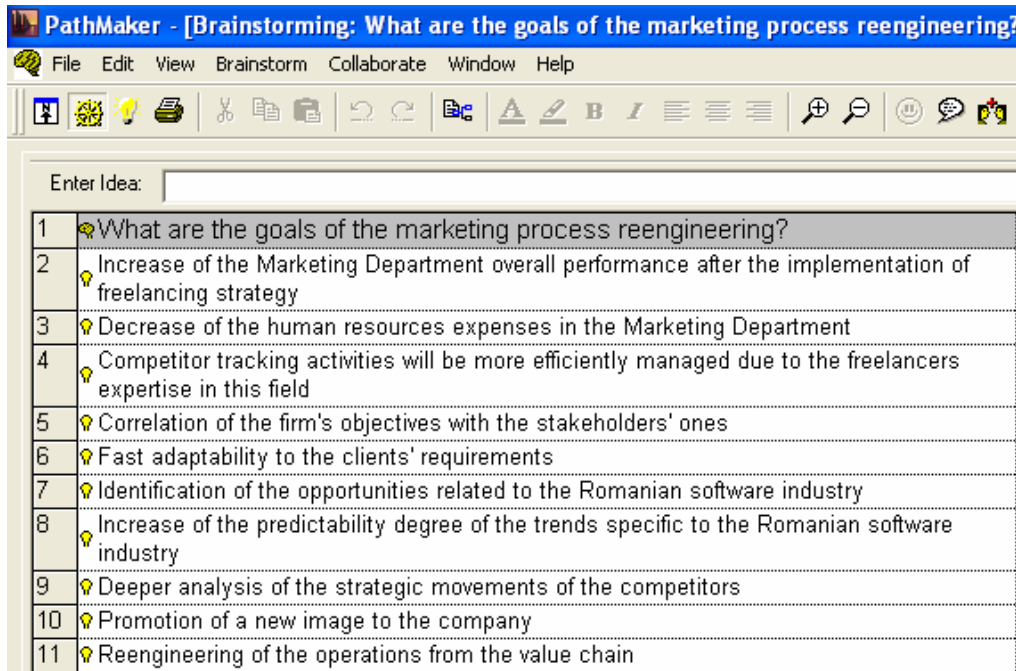 PathMaker - [Brainstorming: What are the goals of the marketing process reengineering?
File Edit View Brainstorm Collaborate Window Help
Enter Idea:
1 What are the goals of the marketing process reengineering?
2 Increase of the Marketing Department overall performance after the implementation of
freelancing strategy
3 Decrease of the human resources expenses in the Marketing Department
4 Competitor tracking activities will be more efficiently managed due to the freelancers
expertise in this field
5 Correlation of the firm's objectives with the stakeholders' ones
6 Fast adaptability to the clients' requirements
7 Identification of the opportunities related to the Romanian software industry
8 Increase of the predictability degree of the trends specific to the Romanian software
industry
9 Deeper analysis of the strategic movements of the competitors
10 Promotion of a new image to the company
11 Reengineering of the operations from the value chain